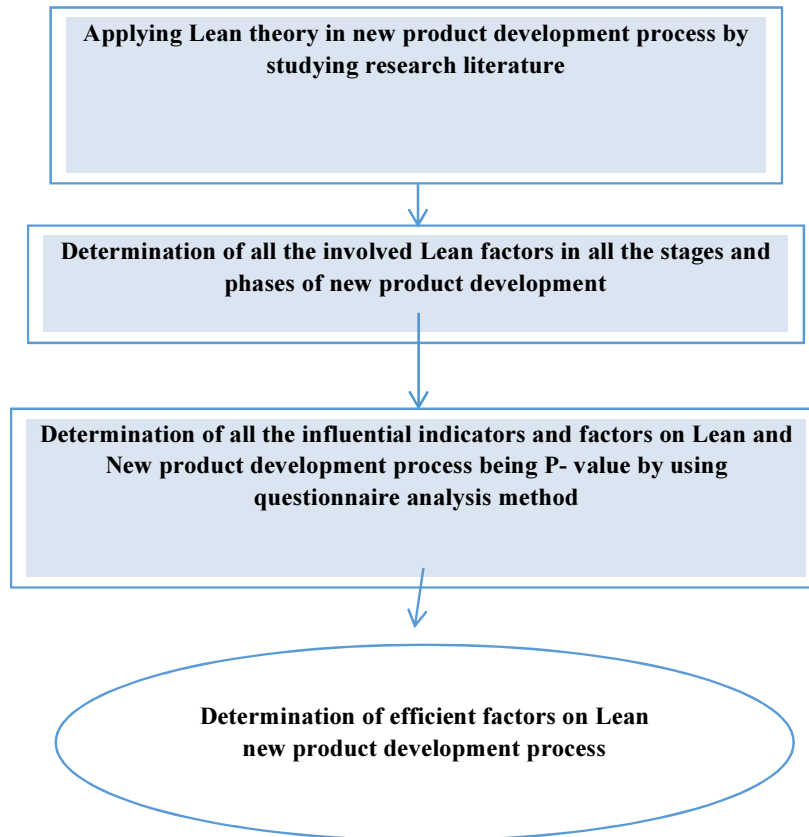 Applying Lean theory in new product development process by
studying research literature
Determination of all the involved Lean factors in all the stages and
phases of new product development
Determination of all the influential indicators and factors on Lean and
New product development process being P- value by using
questionnaire analysis method
Determination of efficient factors on Lean
new product development process